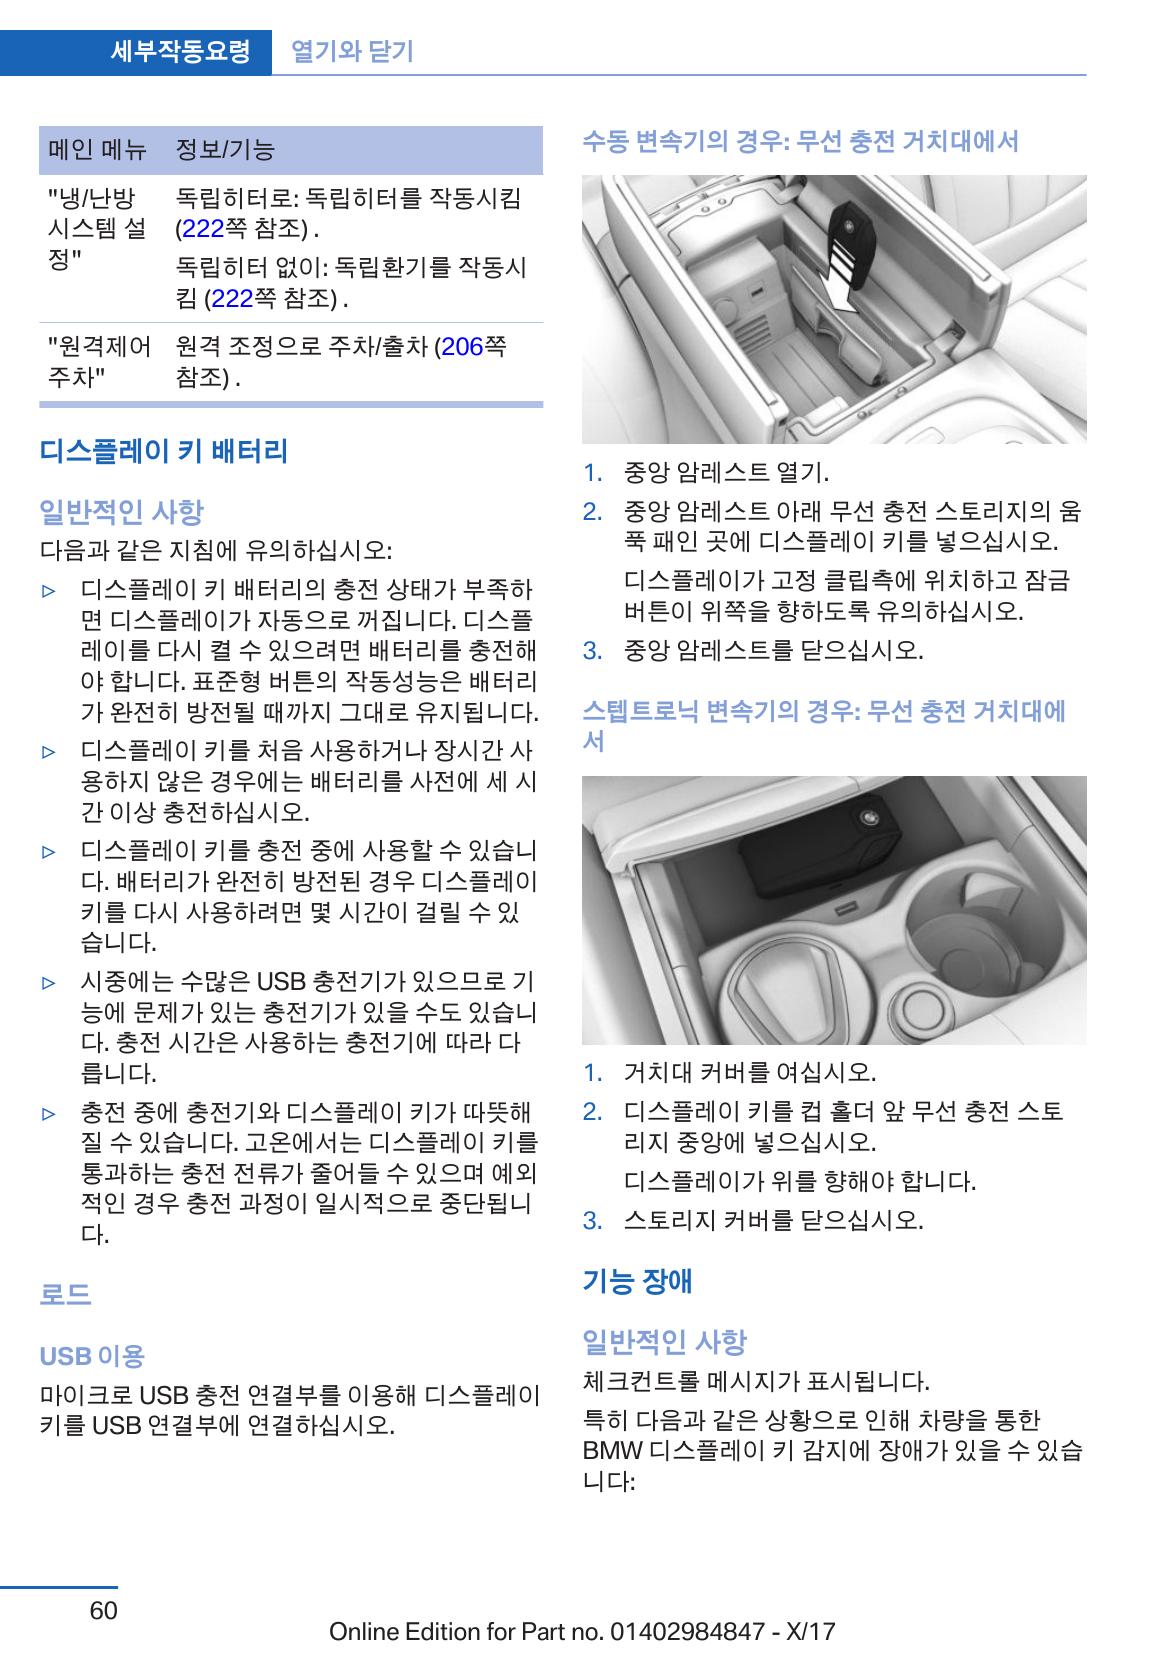 세부작동요령 열기와 닫기
메인 메뉴 정보/기능
"냉/난방 시스템 설정" 독립히터로: 독립히터를 작동시킴
(222쪽 참조) .
독립히터 없이: 독립환기를 작동시
킴 (222쪽 참조) .
"원격제어 주차" 원격 조정으로 주차/출차 (206쪽
참조) .
디스플레이 키 배터리
일반적인 사항
다음과 같은 지침에 유의하십시오:
▷ 디스플레이 키 배터리의 충전 상태가 부족하
면 디스플레이가 자동으로 꺼집니다. 디스플
레이를 다시 켤 수 있으려면 배터리를 충전해
야 합니다. 표준형 버튼의 작동성능은 배터리
가 완전히 방전될 때까지 그대로 유지됩니다.
▷ 디스플레이 키를 처음 사용하거나 장시간 사
용하지 않은 경우에는 배터리를 사전에 세 시
간 이상 충전하십시오.
▷ 디스플레이 키를 충전 중에 사용할 수 있습니
다. 배터리가 완전히 방전된 경우 디스플레이
키를 다시 사용하려면 몇 시간이 걸릴 수 있
습니다.
▷ 시중에는 수많은 USB 충전기가 있으므로 기
능에 문제가 있는 충전기가 있을 수도 있습니
다. 충전 시간은 사용하는 충전기에 따라 다
릅니다.
▷ 충전 중에 충전기와 디스플레이 키가 따뜻해
질 수 있습니다. 고온에서는 디스플레이 키를
통과하는 충전 전류가 줄어들 수 있으며 예외
적인 경우 충전 과정이 일시적으로 중단됩니
다.
로드
USB 이용
마이크로 USB 충전 연결부를 이용해 디스플레이
키를 USB 연결부에 연결하십시오.
수동 변속기의 경우: 무선 충전 거치대에서
1. 중앙 암레스트 열기.
2. 중앙 암레스트 아래 무선 충전 스토리지의 움
푹 패인 곳에 디스플레이 키를 넣으십시오.
디스플레이가 고정 클립측에 위치하고 잠금
버튼이 위쪽을 향하도록 유의하십시오.
3. 중앙 암레스트를 닫으십시오.
스텝트로닉 변속기의 경우: 무선 충전 거치대에
서
1. 거치대 커버를 여십시오.
2. 디스플레이 키를 컵 홀더 앞 무선 충전 스토
리지 중앙에 넣으십시오.
디스플레이가 위를 향해야 합니다.
3. 스토리지 커버를 닫으십시오.
기능 장애
일반적인 사항
체크컨트롤 메시지가 표시됩니다.
특히 다음과 같은 상황으로 인해 차량을 통한
BMW 디스플레이 키 감지에 장애가 있을 수 있습
니다:
60
Online Edition for Part no. 01402984847 - X/17